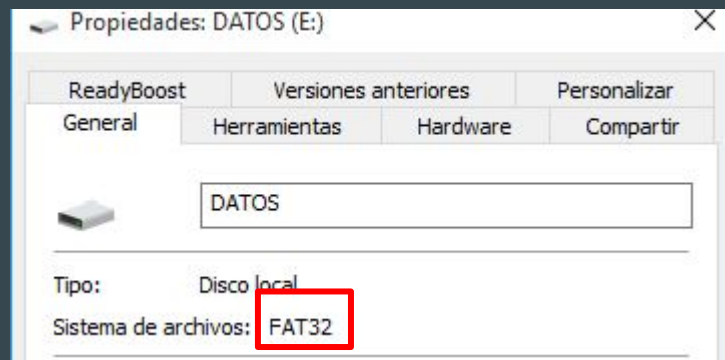 Propiedades: DATOS (E:)
ReadyBoost Versiones anteriores Personalizar
General Herramientas Hardware Compartir
DATOS
Tipo: Disco local
Sistema de archivos: FAT32